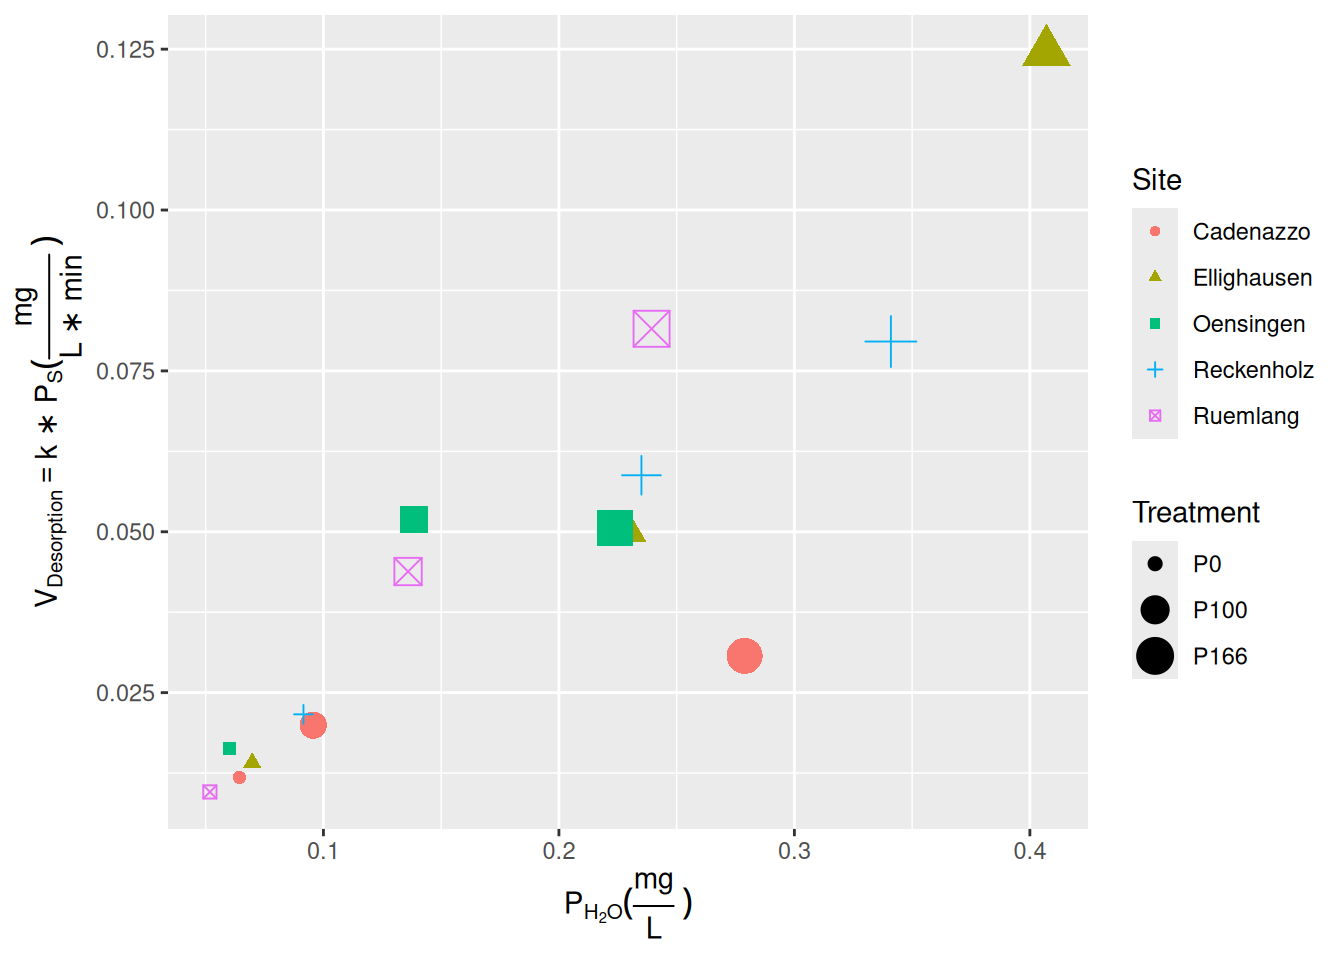 0.125
0.100
0.075
0.050
0.025
V_Desorption = k * P_S(mg / L * min)
0.1
0.2
0.3
0.4
P_H₂O(mg / L)
Site
Cadenazzo
Ellighausen
Oensingen
Reckenholz
Ruemlang
Treatment
P0
P100
P166